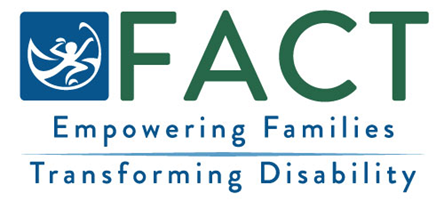 FACT
Empowering Families
Transforming Disability